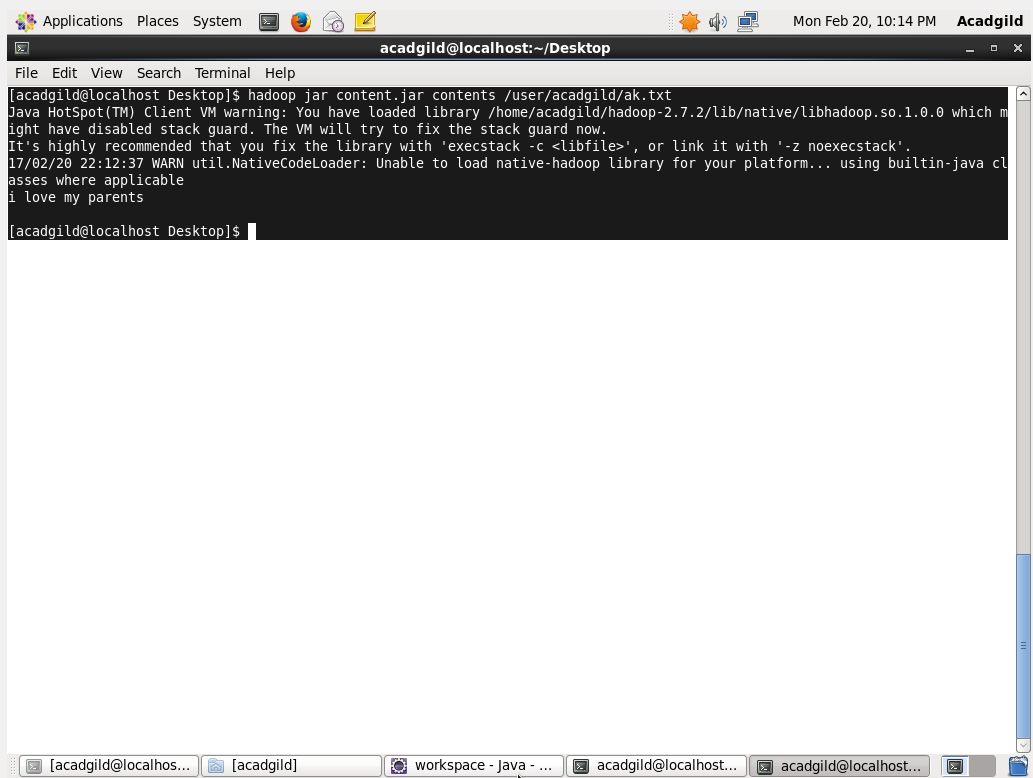 Applications Places System Mon Feb 20, 10:14 PM Acadgild
acadgild@localhost:~/Desktop
File Edit View Search Terminal Help
[acadgild@localhost Desktop]$ hadoop jar content.jar contents /user/acadgild/ak.txt
Java HotSpot(TM) Client VM warning: You have loaded library /home/acadgild/hadoop-2.7.2/lib/native/libhadoop.so.1.0.0 which m
ight have disabled stack guard. The VM will try to fix the stack guard now.
It's highly recommended that you fix the library with 'execstack -c <libfile>', or link it with '-z noexecstack'.
17/02/20 22:12:37 WARN util.NativeCodeLoader: Unable to load native-hadoop library for your platform... using builtin-java cl
asses where applicable
i love my parents
[acadgild@localhost Desktop]$
[acadgild@localhos... [acadgild] workspace - Java - ... acadgild@localhost... acadgild@localhost...